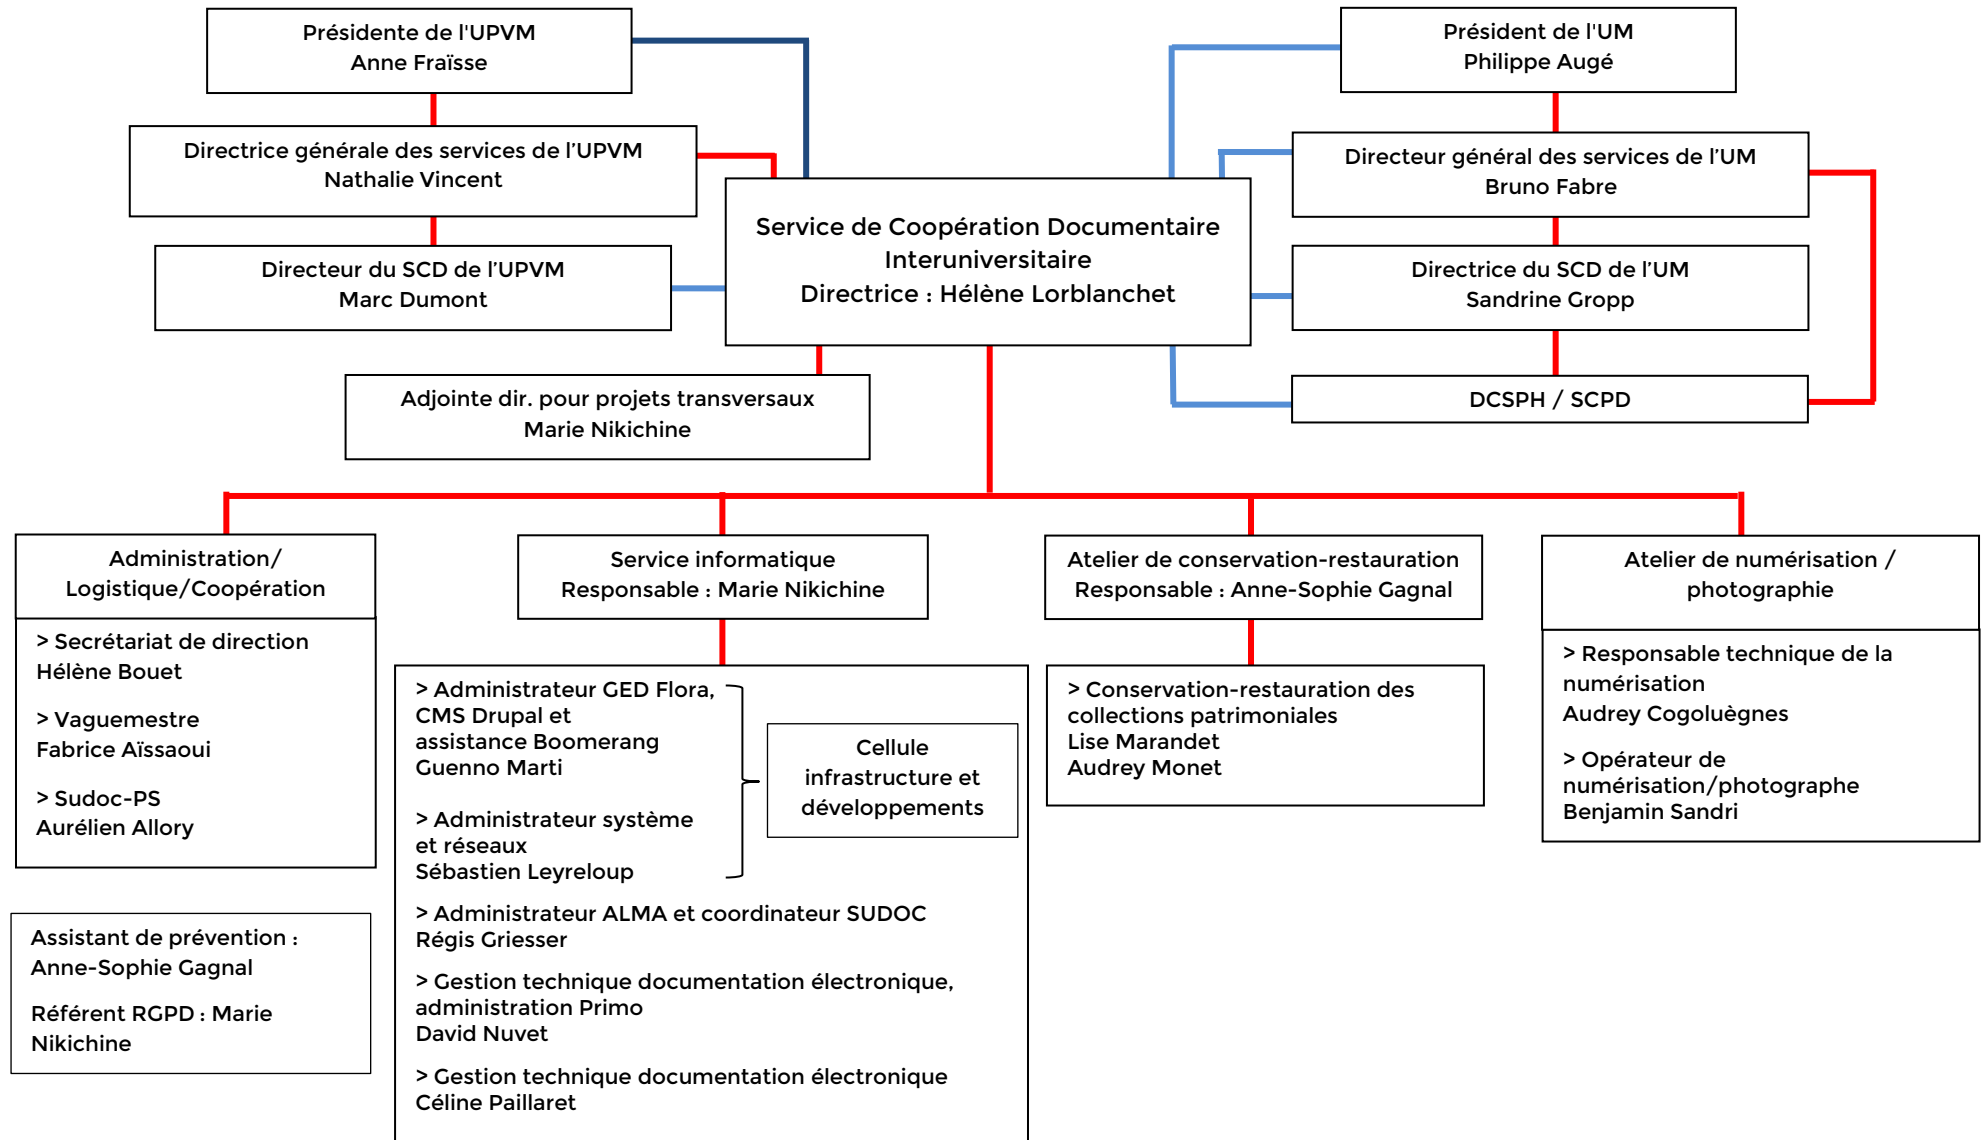 Présidente de l'UPVM
Anne Fraïsse
Président de l'UM
Philippe Augé
Directrice générale des services de l’UPVM
Nathalie Vincent
Directeur général des services de l’UM
Bruno Fabre
Service de Coopération Documentaire
Interuniversitaire
Directrice : Hélène Lorblanchet
Directeur du SCD de l’UPVM
Marc Dumont
Directrice du SCD de l’UM
Sandrine Gropp
Adjointe dir. pour projets transversaux
Marie Nikichine
DCSPH / SCPD
Administration/
Logistique/Coopération
> Secrétariat de direction
Hélène Bouet
> Vaguemestre
Fabrice Aïssaoui
> Sudoc-PS
Aurélien Allory
Assistant de prévention :
Anne-Sophie Gagnal
Référent RGPD : Marie
Nikichine
Service informatique
Responsable : Marie Nikichine
> Administrateur GED Flora,
CMS Drupal et
assistance Boomerang
Guenno Marti
> Administrateur système
et réseaux
Sébastien Leyreloup
Cellule
infrastructure et
développements
> Administrateur ALMA et coordinateur SUDOC
Régis Griesser
> Gestion technique documentation électronique,
administration Primo
David Nuvet
> Gestion technique documentation électronique
Céline Paillaret
Atelier de conservation-restauration
Responsable : Anne-Sophie Gagnal
> Conservation-restauration des
collections patrimoniales
Lise Marandet
Audrey Monet
Atelier de numérisation /
photographie
> Responsable technique de la
numérisation
Audrey Cogoluègnes
> Opérateur de
numérisation/photographe
Benjamin Sandri